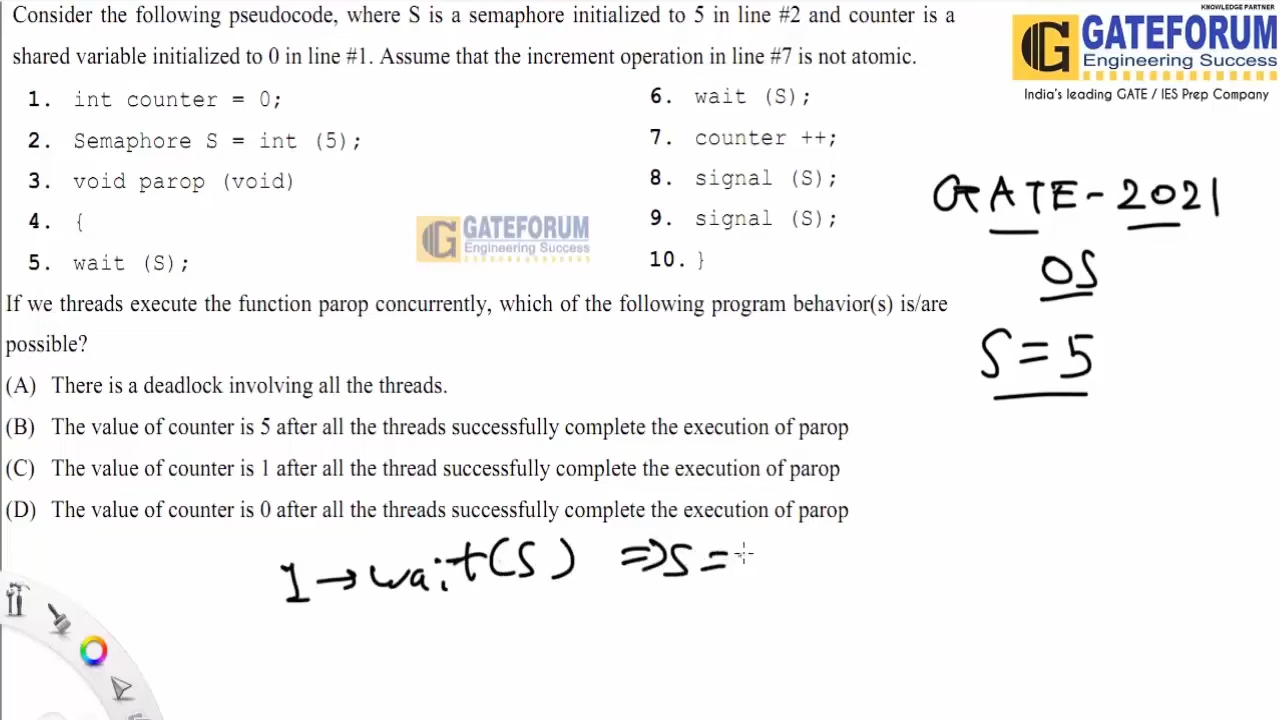 Consider the following pseudocode, where S is a semaphore initialized to 5 in line #2 and counter is a
shared variable initialized to 0 in line #1. Assume that the increment operation in line #7 is not atomic.
1. int counter = 0;
2. Semaphore S = int (5);
3. void parop (void)
4. {
5. wait (S);
6. wait (S);
7. counter ++;
8. signal (S);
9. signal (S);
10. }
GATEFORUM
Engineering Success
If we threads execute the function parop concurrently, which of the following program behavior(s) is/are
possible?
(A) There is a deadlock involving all the threads.
(B) The value of counter is 5 after all the threads successfully complete the execution of parop
(C) The value of counter is 1 after all the thread successfully complete the execution of parop
(D) The value of counter is 0 after all the threads successfully complete the execution of parop
1 → wait(S) ⇒ S =
KNOWLEDGE PARTNER
GATEFORUM
Engineering Success
India's leading GATE / IES Prep Company
GATE - 2021
OS
S = 5